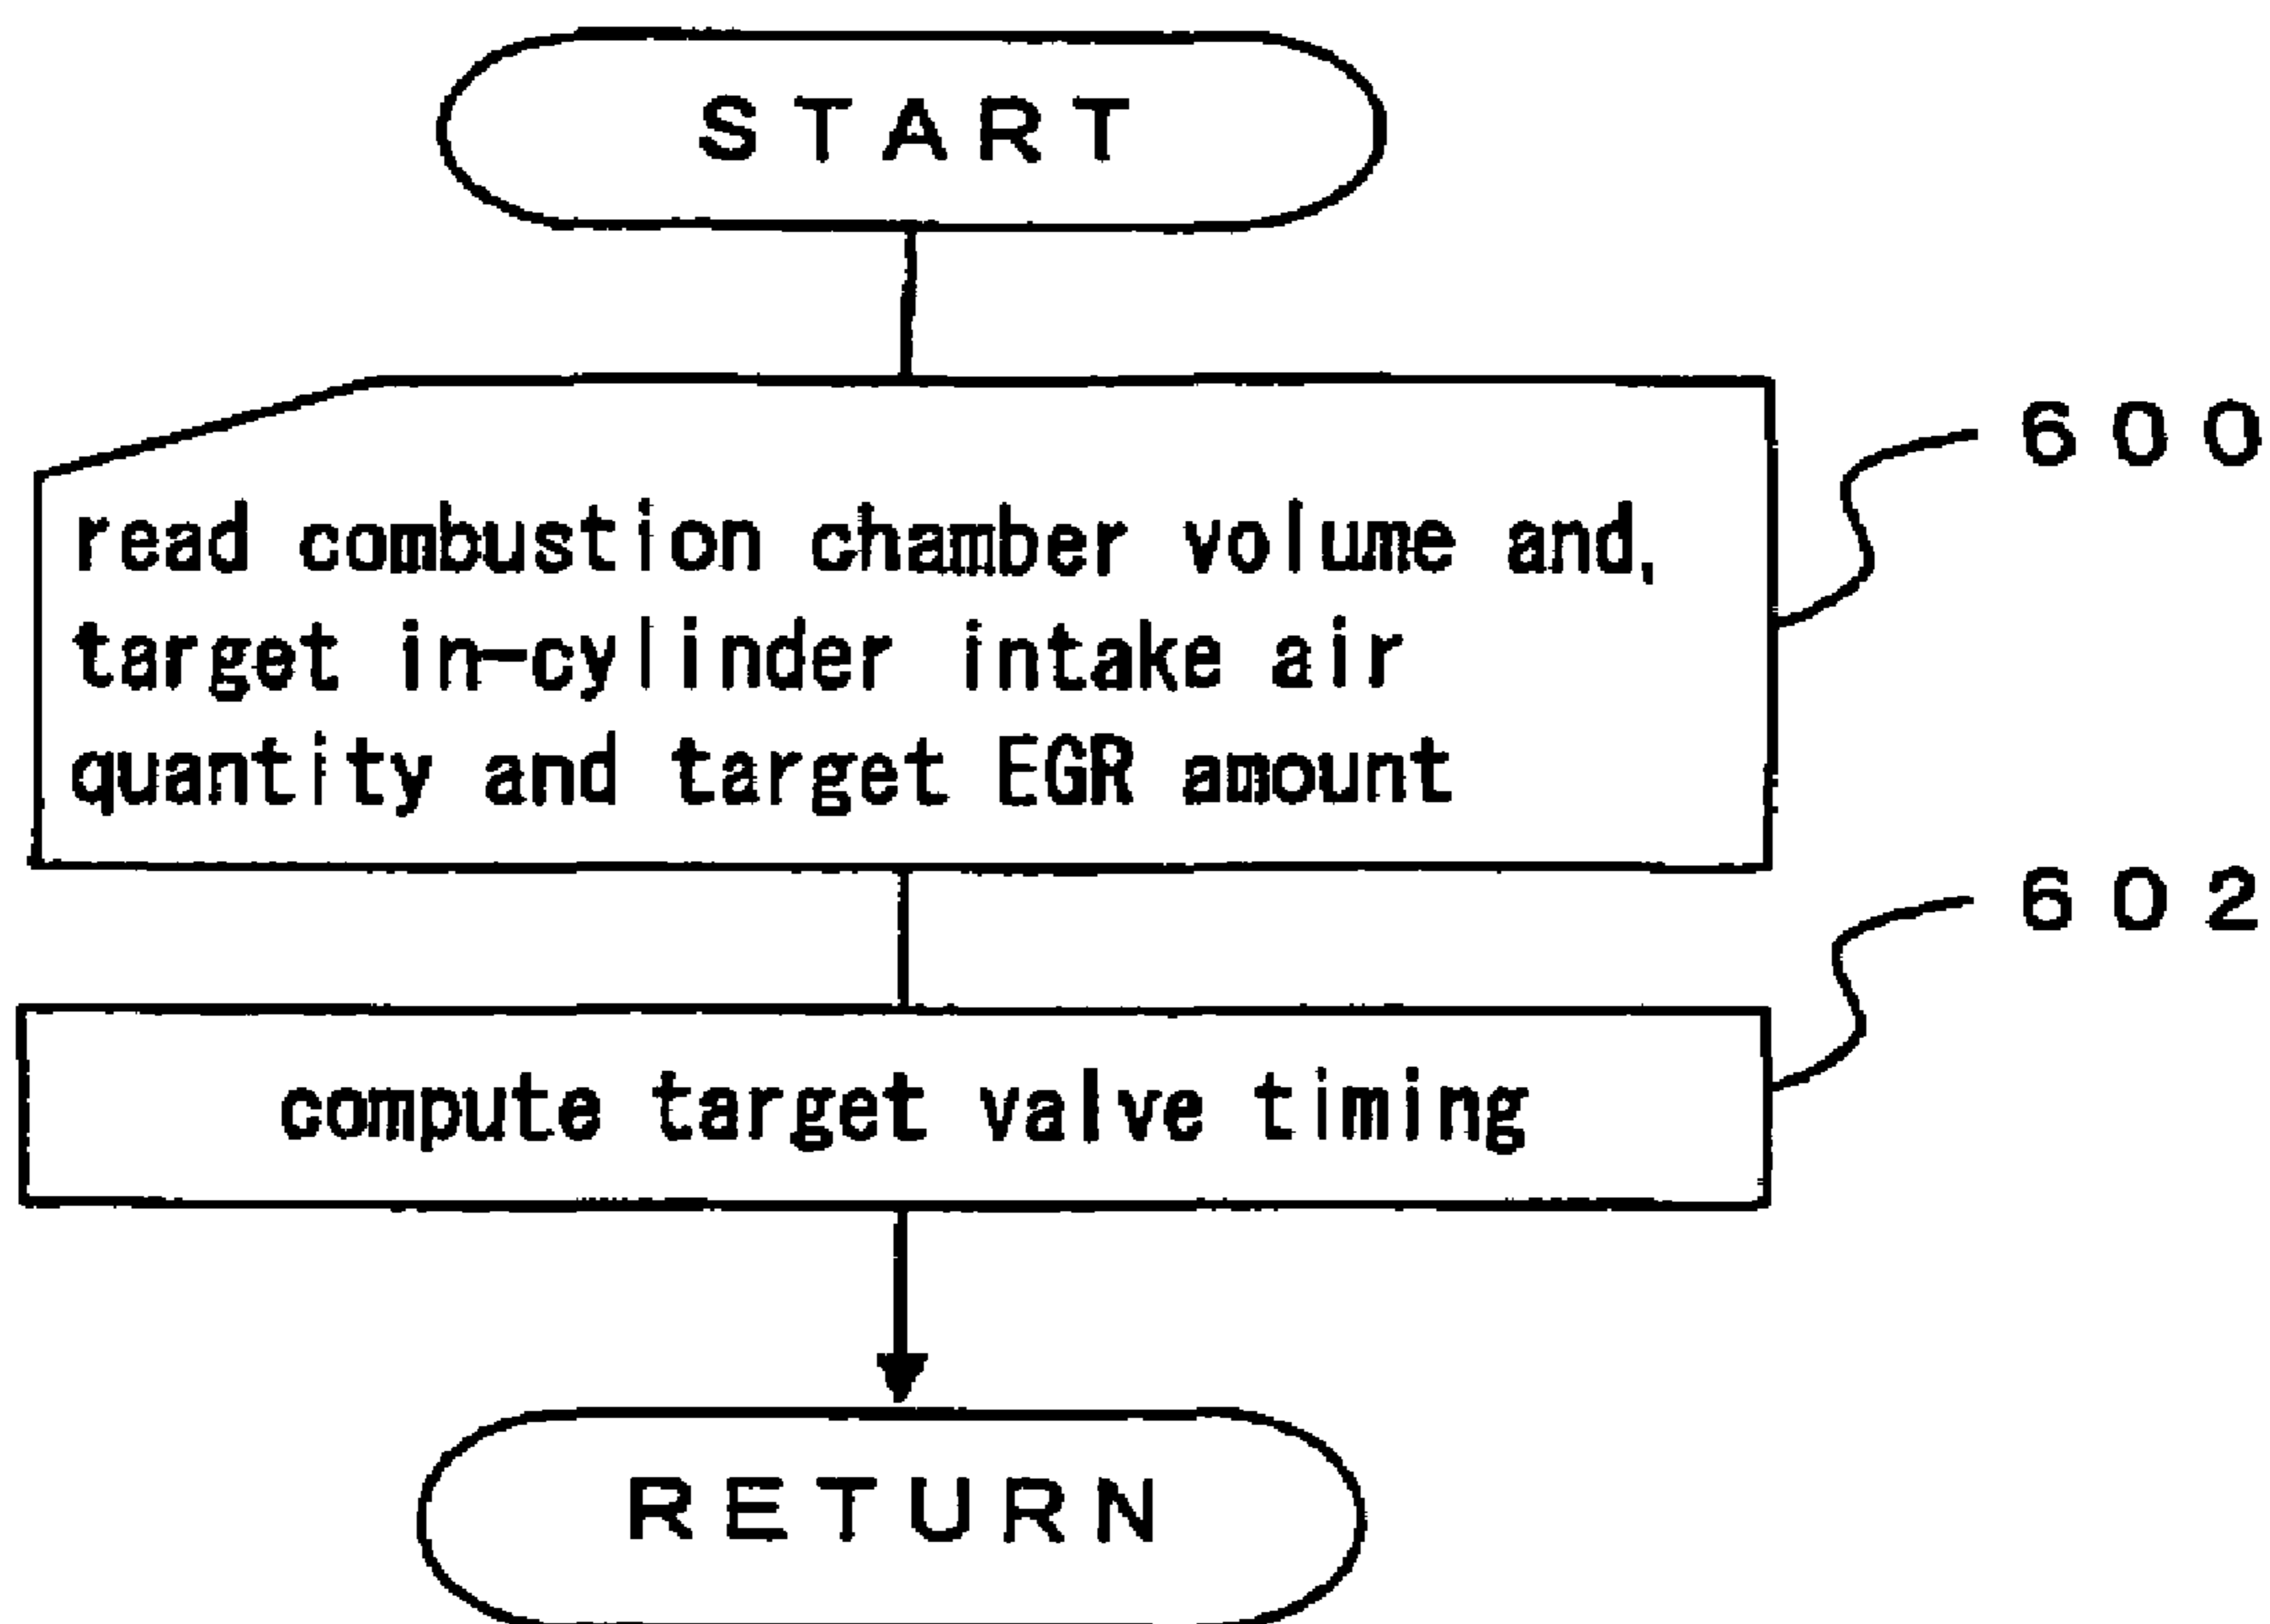 START
600
read combustion chamber volume and,
target in-cylinder intake air
quantity and target EGR amount
602
compute target valve timing
RETURN